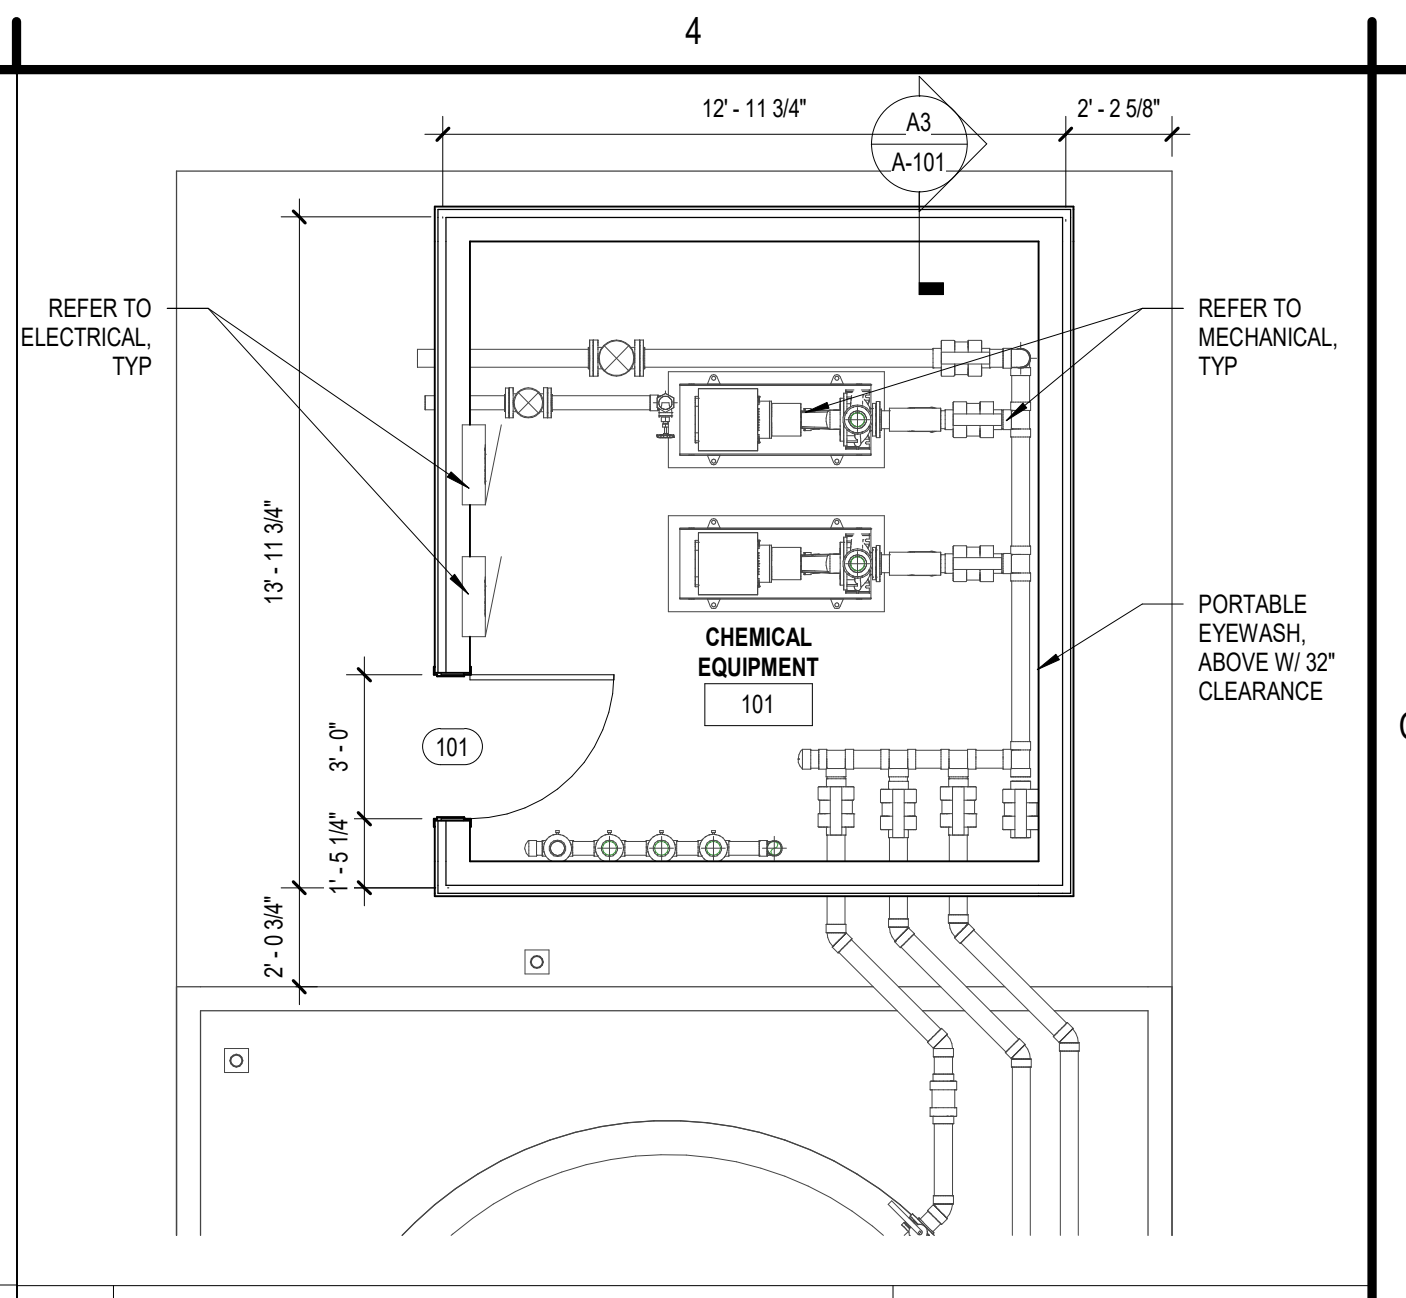 4
12' - 11 3/4"
2' - 2 5/8"
A3
A-101
REFER TO
ELECTRICAL,
TYP
REFER TO
MECHANICAL,
TYP
13' - 11 3/4"
PORTABLE
EYEWASH,
ABOVE W/ 32"
CLEARANCE
CHEMICAL
EQUIPMENT
101
3' - 0"
101
1' - 5 1/4"
2' - 0 3/4"